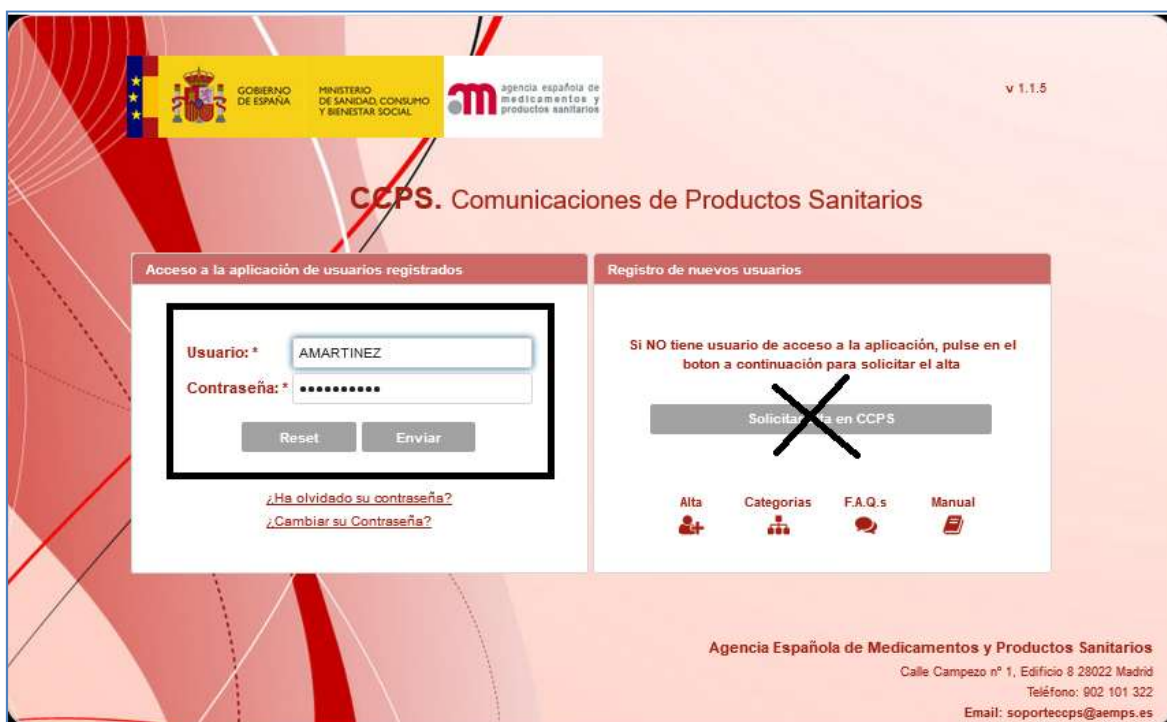 GOBIERNO
DE ESPAÑA
MINISTERIO
DE SANIDAD, CONSUMO
Y BIENESTAR SOCIAL
agencia española de
medicamentos y
productos sanitarios
v 1.1.5
CCPS. Comunicaciones de Productos Sanitarios
Acceso a la aplicación de usuarios registrados
Usuario: * AMARTINEZ
Contraseña: * ••••••••••
Reset Enviar
¿Ha olvidado su contraseña?
¿Cambiar su Contraseña?
Registro de nuevos usuarios
Si NO tiene usuario de acceso a la aplicación, pulse en el
boton a continuación para solicitar el alta
en CCPS
Alta Categorias F.A.Q.s Manual
Agencia Española de Medicamentos y Productos Sanitarios
Calle Campezo nº 1, Edificio 8 28022 Madrid
Teléfono: 902 101 322
Email: soporteccps@aemps.es